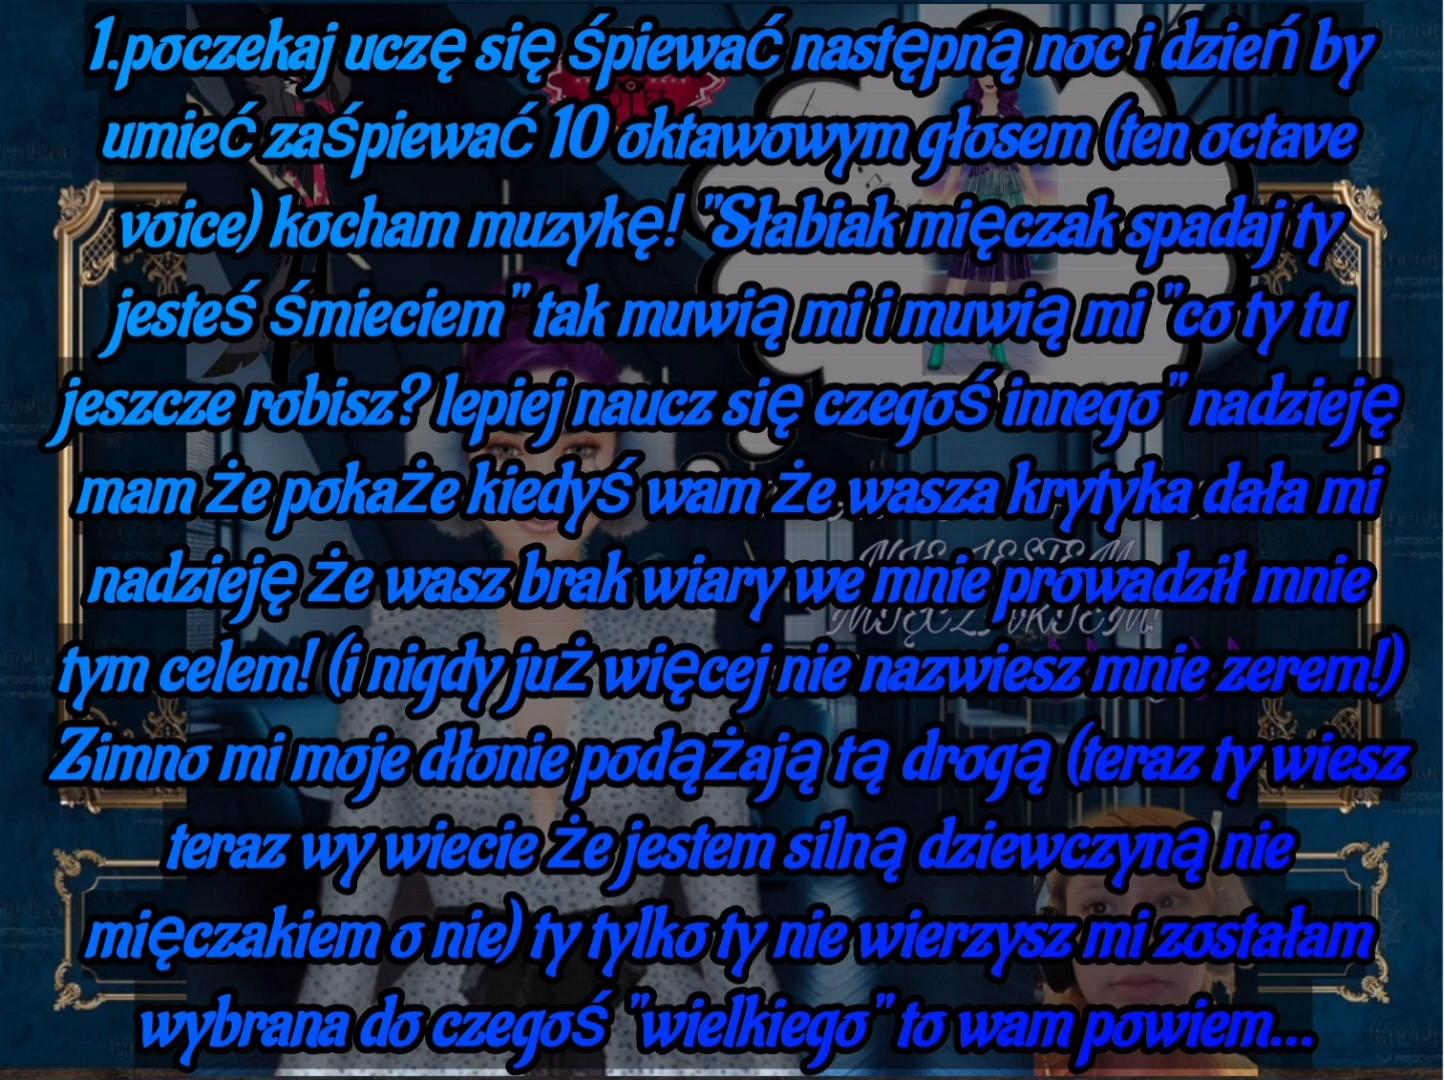 1.poczekaj uczę się śpiewać następną noc i dzień by
umieć zaśpiewać 10 oktawowym głosem (ten octave
voice) kocham muzykę! "Słabiak mięczak spadaj ty
jesteś śmieciem" tak muwią mi i muwią mi "co ty tu
jeszcze robisz? lepiej naucz się czegoś innego" nadzieję
mam że pokaże kiedyś wam że wasza krytyka dała mi
nadzieję że wasz brak wiary we mnie prowadził mnie
tym celem! (i nigdy już więcej nie nazwiesz mnie zerem!)
Zimno mi moje dłonie podążają tą drogą (teraz ty wiesz
teraz wy wiecie że jestem silną dziewczyną nie
mięczakiem o nie) ty tylko ty nie wierzysz mi zostałam
wybrana do czegoś "wielkiego" to wam powiem...
NIE JESTEM
MIĘCZAKIEM!